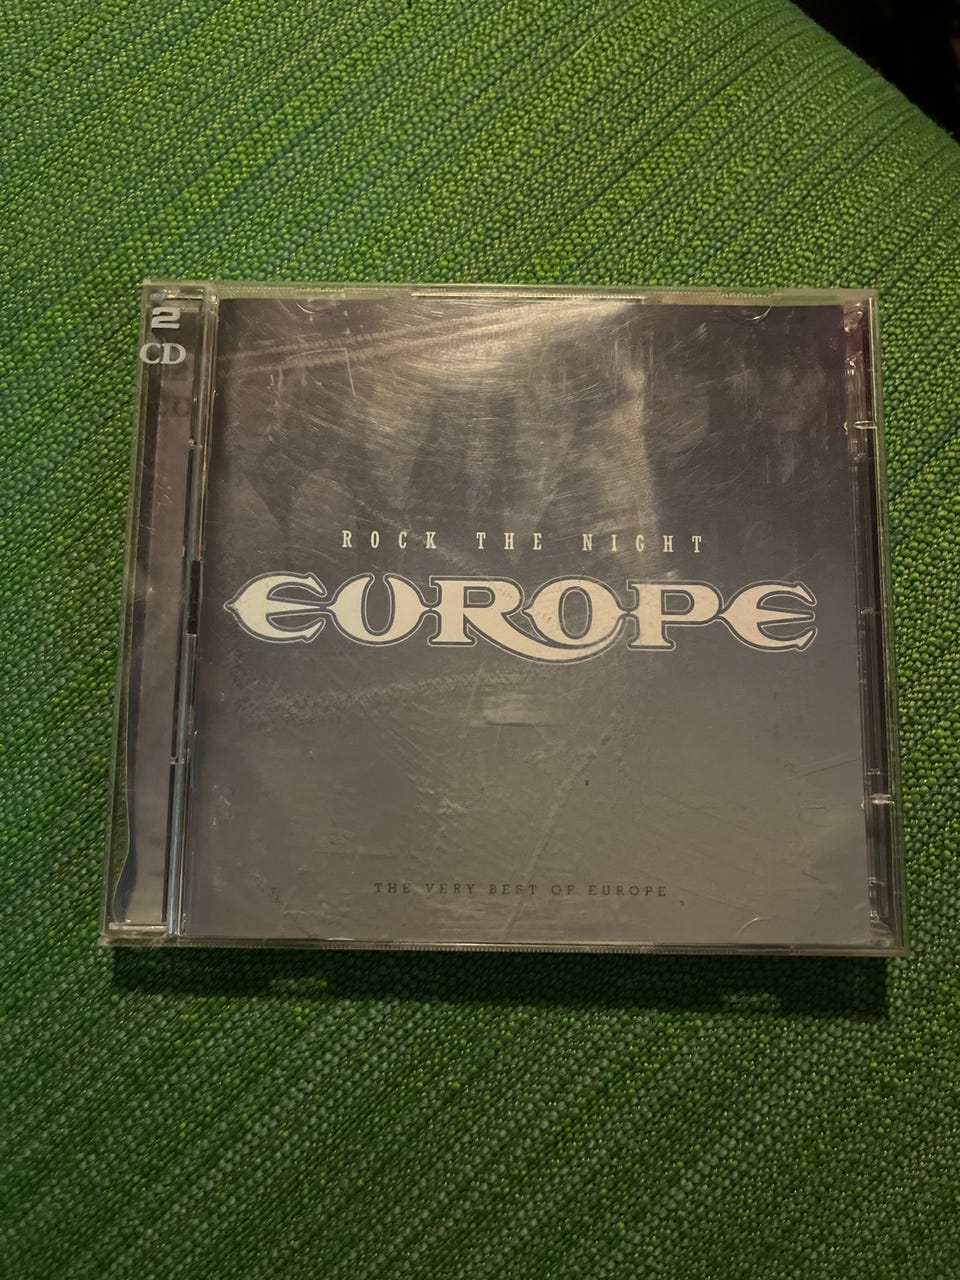 2
CD
ROCK THE NIGHT
EUROPE
THE VERY BEST OF EUROPE